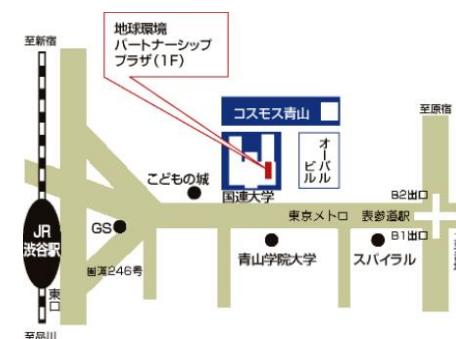 地球環境
パートナーシップ
プラザ(1F)
至新宿
コスモス青山
至原宿
オーバル
ビル
こどもの城
国連大学
B2出口
東京メトロ 表参道駅
JR
渋谷駅
GS
B1出口
青山学院大学
スパイラル
国道246号
東口
至品川